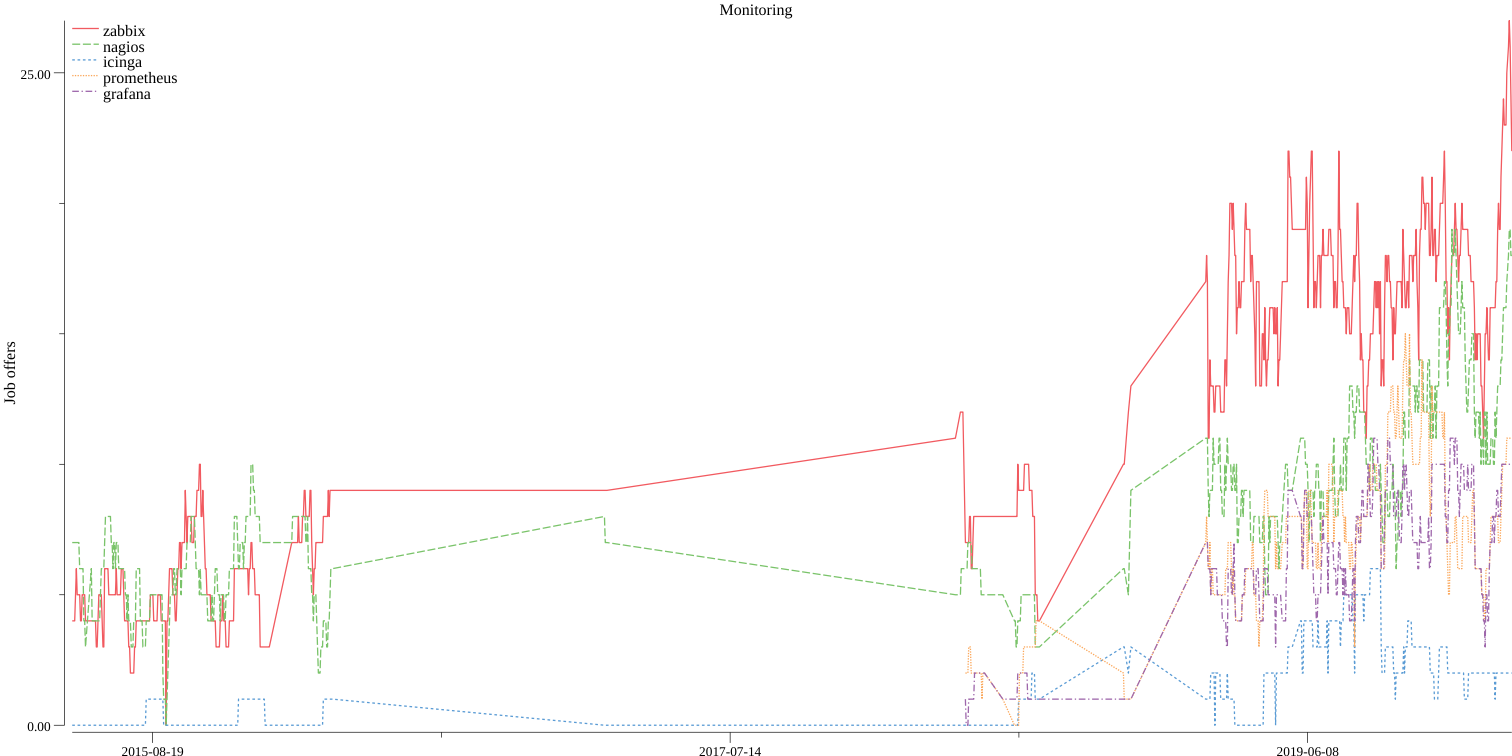 Monitoring
zabbix
nagios
icinga
prometheus
grafana
25.00
Job offers
0.00
2015-08-19
2017-07-14
2019-06-08